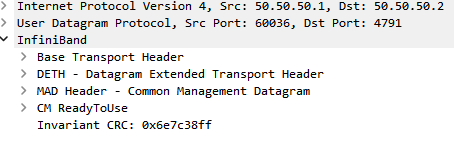 Internet Protocol Version 4, Src: 50.50.50.1, Dst: 50.50.50.2
User Datagram Protocol, Src Port: 60036, Dst Port: 4791
InfiniBand
Base Transport Header
DETH - Datagram Extended Transport Header
MAD Header - Common Management Datagram
CM ReadyToUse
Invariant CRC: 0x6e7c38ff